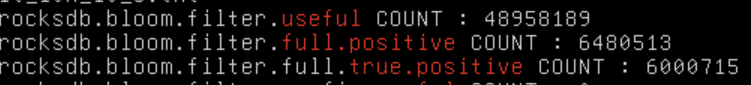 rocksdb.bloom.filter.useful COUNT : 48958189
rocksdb.bloom.filter.full.positive COUNT : 6480513
rocksdb.bloom.filter.full.true.positive COUNT : 6000715